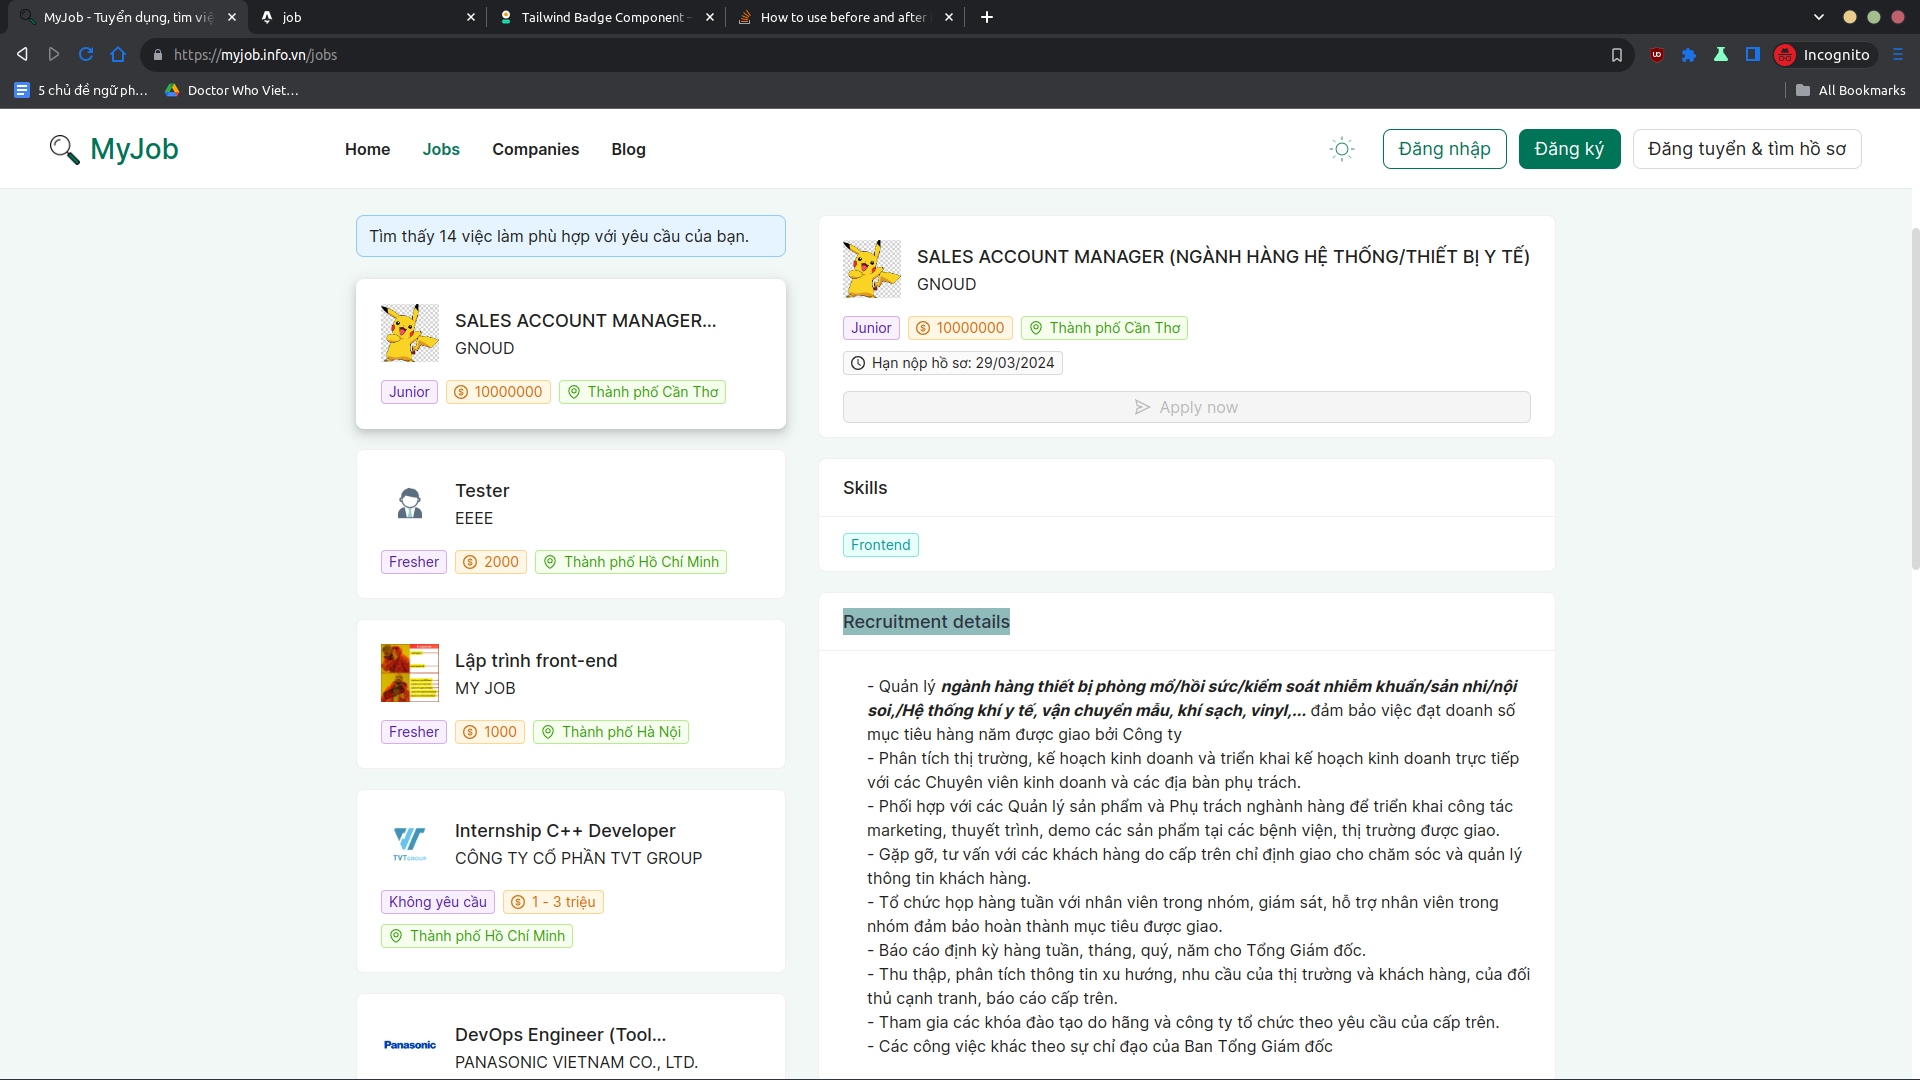 MyJob - Tuyển dụng, tìm việ
job
Tailwind Badge Component -
How to use before and after
https://myjob.info.vn/jobs
Incognito
5 chủ đề ngữ ph...
Doctor Who Viet...
All Bookmarks
MyJob
Home
Jobs
Companies
Blog
Đăng nhập
Đăng ký
Đăng tuyển & tìm hồ sơ
Tìm thấy 14 việc làm phù hợp với yêu cầu của bạn.
SALES ACCOUNT MANAGER...
GNOUD
Junior
10000000
Thành phố Cần Thơ
Tester
EEEE
Fresher
2000
Thành phố Hồ Chí Minh
Lập trình front-end
MY JOB
Fresher
1000
Thành phố Hà Nội
TVTGROUP
Internship C++ Developer
CÔNG TY CỔ PHẦN TVT GROUP
Không yêu cầu
1 - 3 triệu
Thành phố Hồ Chí Minh
Panasonic
DevOps Engineer (Tool...
PANASONIC VIETNAM CO., LTD.
SALES ACCOUNT MANAGER (NGÀNH HÀNG HỆ THỐNG/THIẾT BỊ Y TẾ)
GNOUD
Junior
10000000
Thành phố Cần Thơ
Hạn nộp hồ sơ: 29/03/2024
Apply now
Skills
Frontend
Recruitment details
- Quản lý ngành hàng thiết bị phòng mổ/hồi sức/kiểm soát nhiễm khuẩn/sản nhi/nội
soi,/Hệ thống khí y tế, vận chuyển mẫu, khí sạch, vinyl,... đảm bảo việc đạt doanh số
mục tiêu hàng năm được giao bởi Công ty
- Phân tích thị trường, kế hoạch kinh doanh và triển khai kế hoạch kinh doanh trực tiếp
với các Chuyên viên kinh doanh và các địa bàn phụ trách.
- Phối hợp với các Quản lý sản phẩm và Phụ trách nghành hàng để triển khai công tác
marketing, thuyết trình, demo các sản phẩm tại các bệnh viện, thị trường được giao.
- Gặp gỡ, tư vấn với các khách hàng do cấp trên chỉ định giao cho chăm sóc và quản lý
thông tin khách hàng.
- Tổ chức họp hàng tuần với nhân viên trong nhóm, giám sát, hỗ trợ nhân viên trong
nhóm đảm bảo hoàn thành mục tiêu được giao.
- Báo cáo định kỳ hàng tuần, tháng, quý, năm cho Tổng Giám đốc.
- Thu thập, phân tích thông tin xu hướng, nhu cầu của thị trường và khách hàng, của đối
thủ cạnh tranh, báo cáo cấp trên.
- Tham gia các khóa đào tạo do hãng và công ty tổ chức theo yêu cầu của cấp trên.
- Các công việc khác theo sự chỉ đạo của Ban Tổng Giám đốc